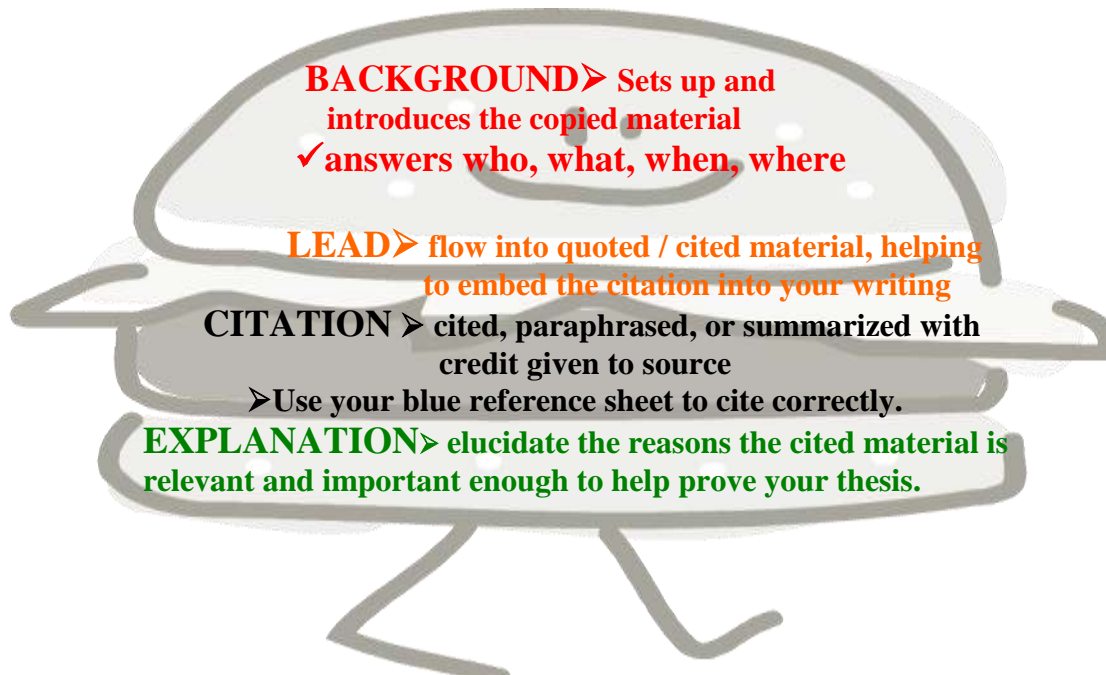 BACKGROUND➢ Sets up and
introduces the copied material
✓answers who, what, when, where
LEAD➢ flow into quoted / cited material, helping
to embed the citation into your writing
CITATION ➢ cited, paraphrased, or summarized with
credit given to source
➢Use your blue reference sheet to cite correctly.
EXPLANATION➢ elucidate the reasons the cited material is
relevant and important enough to help prove your thesis.